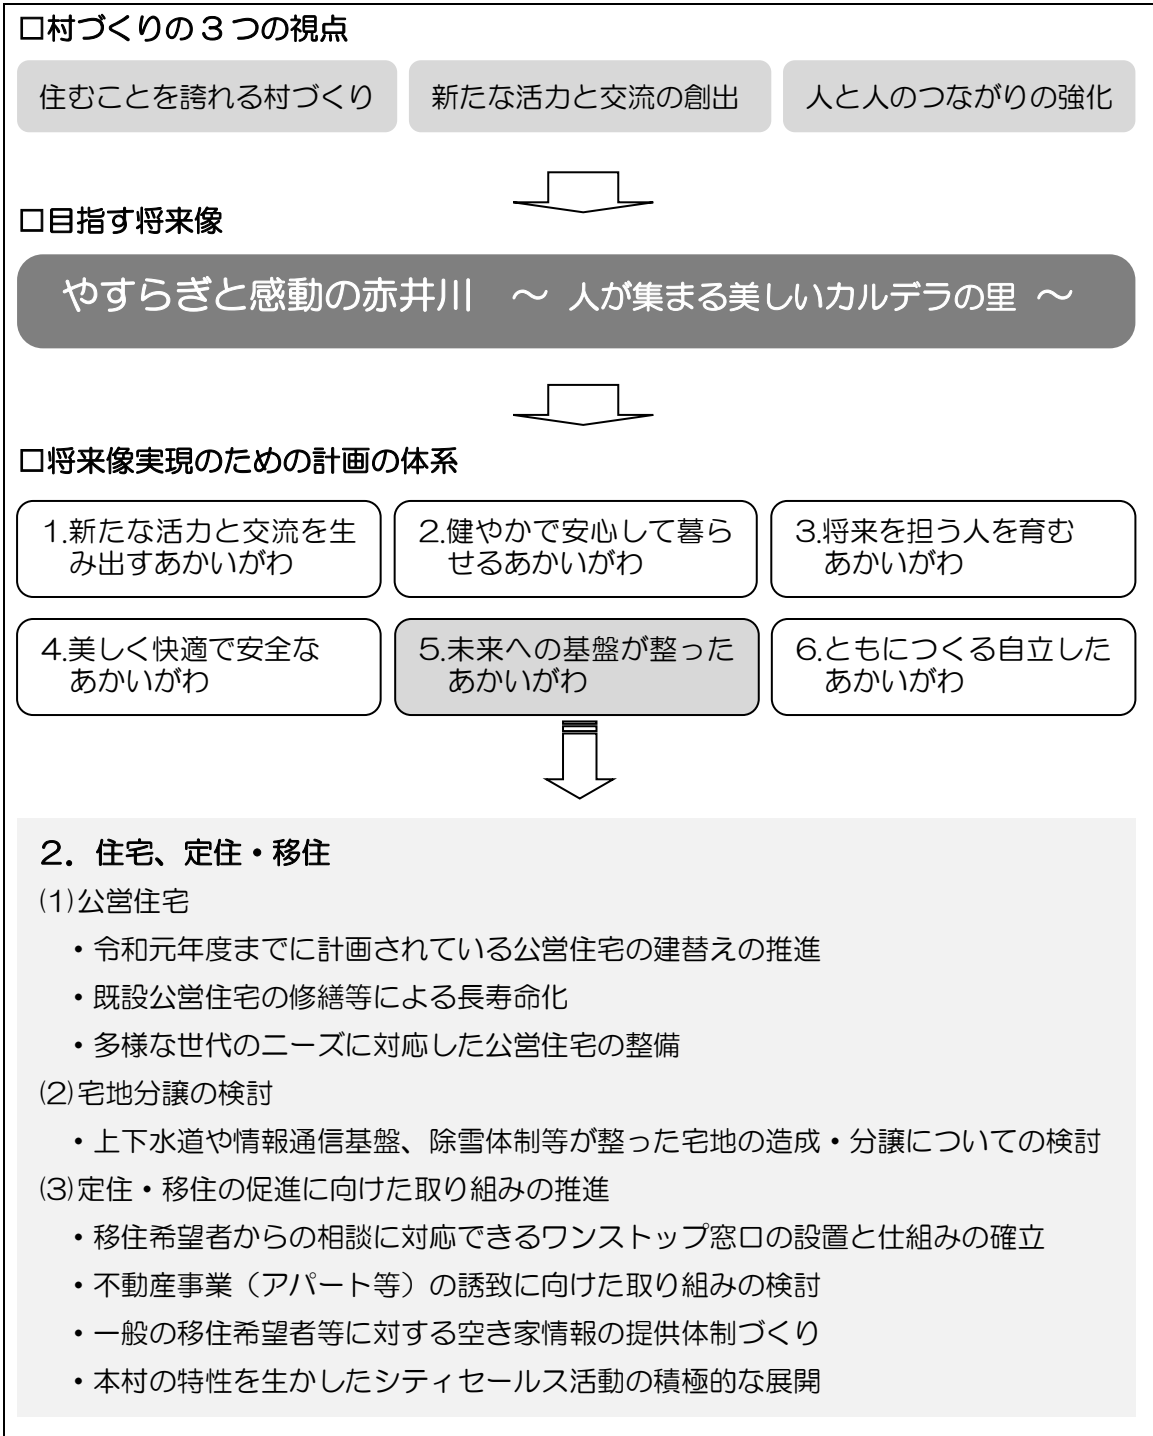 □村づくりの３つの視点
住むことを誇れる村づくり
新たな活力と交流の創出
人と人のつながりの強化
□目指す将来像
やすらぎと感動の赤井川　～ 人が集まる美しいカルデラの里 ～
□将来像実現のための計画の体系
1.新たな活力と交流を生
み出すあかいがわ
2.健やかで安心して暮ら
せるあかいがわ
3.将来を担う人を育む
あかいがわ
4.美しく快適で安全な
あかいがわ
5.未来への基盤が整った
あかいがわ
6.ともにつくる自立した
あかいがわ
２．住宅、定住・移住
(1)公営住宅
・令和元年度までに計画されている公営住宅の建替えの推進
・既設公営住宅の修繕等による長寿命化
・多様な世代のニーズに対応した公営住宅の整備
(2)宅地分譲の検討
・上下水道や情報通信基盤、除雪体制等が整った宅地の造成・分譲についての検討
(3)定住・移住の促進に向けた取り組みの推進
・移住希望者からの相談に対応できるワンストップ窓口の設置と仕組みの確立
・不動産事業（アパート等）の誘致に向けた取り組みの検討
・一般の移住希望者等に対する空き家情報の提供体制づくり
・本村の特性を生かしたシティセールス活動の積極的な展開